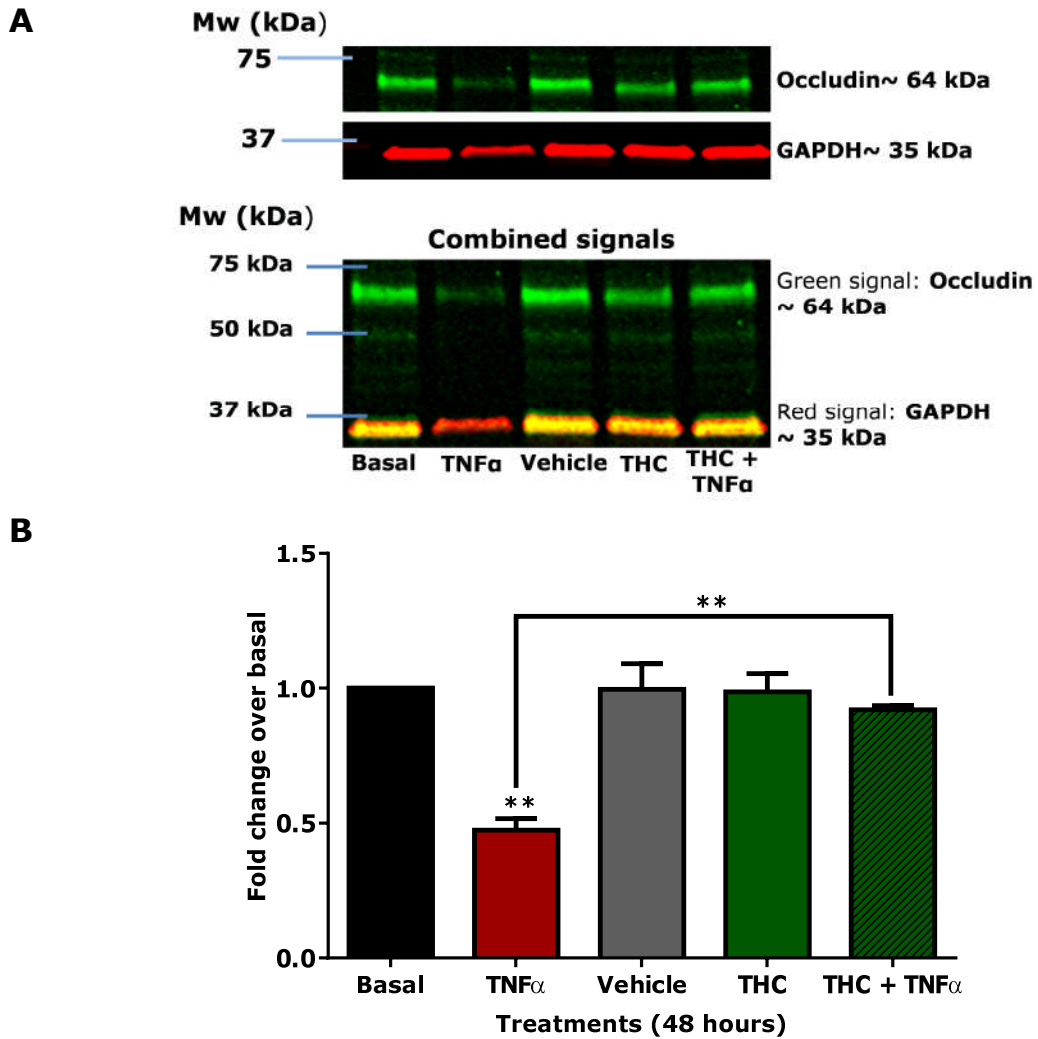 A
Mw (kDa)
75
Occludin~ 64 kDa
37
GAPDH~ 35 kDa
Mw (kDa)
Combined signals
75 kDa
Green signal: Occludin
~ 64 kDa
50 kDa
37 kDa
Red signal: GAPDH
~ 35 kDa
Basal TNFɑ Vehicle THC THC +
TNFɑ
B
Fold change over basal
1.5
**
1.0
**
0.5
0.0
Basal TNFα Vehicle THC THC + TNFα
Treatments (48 hours)